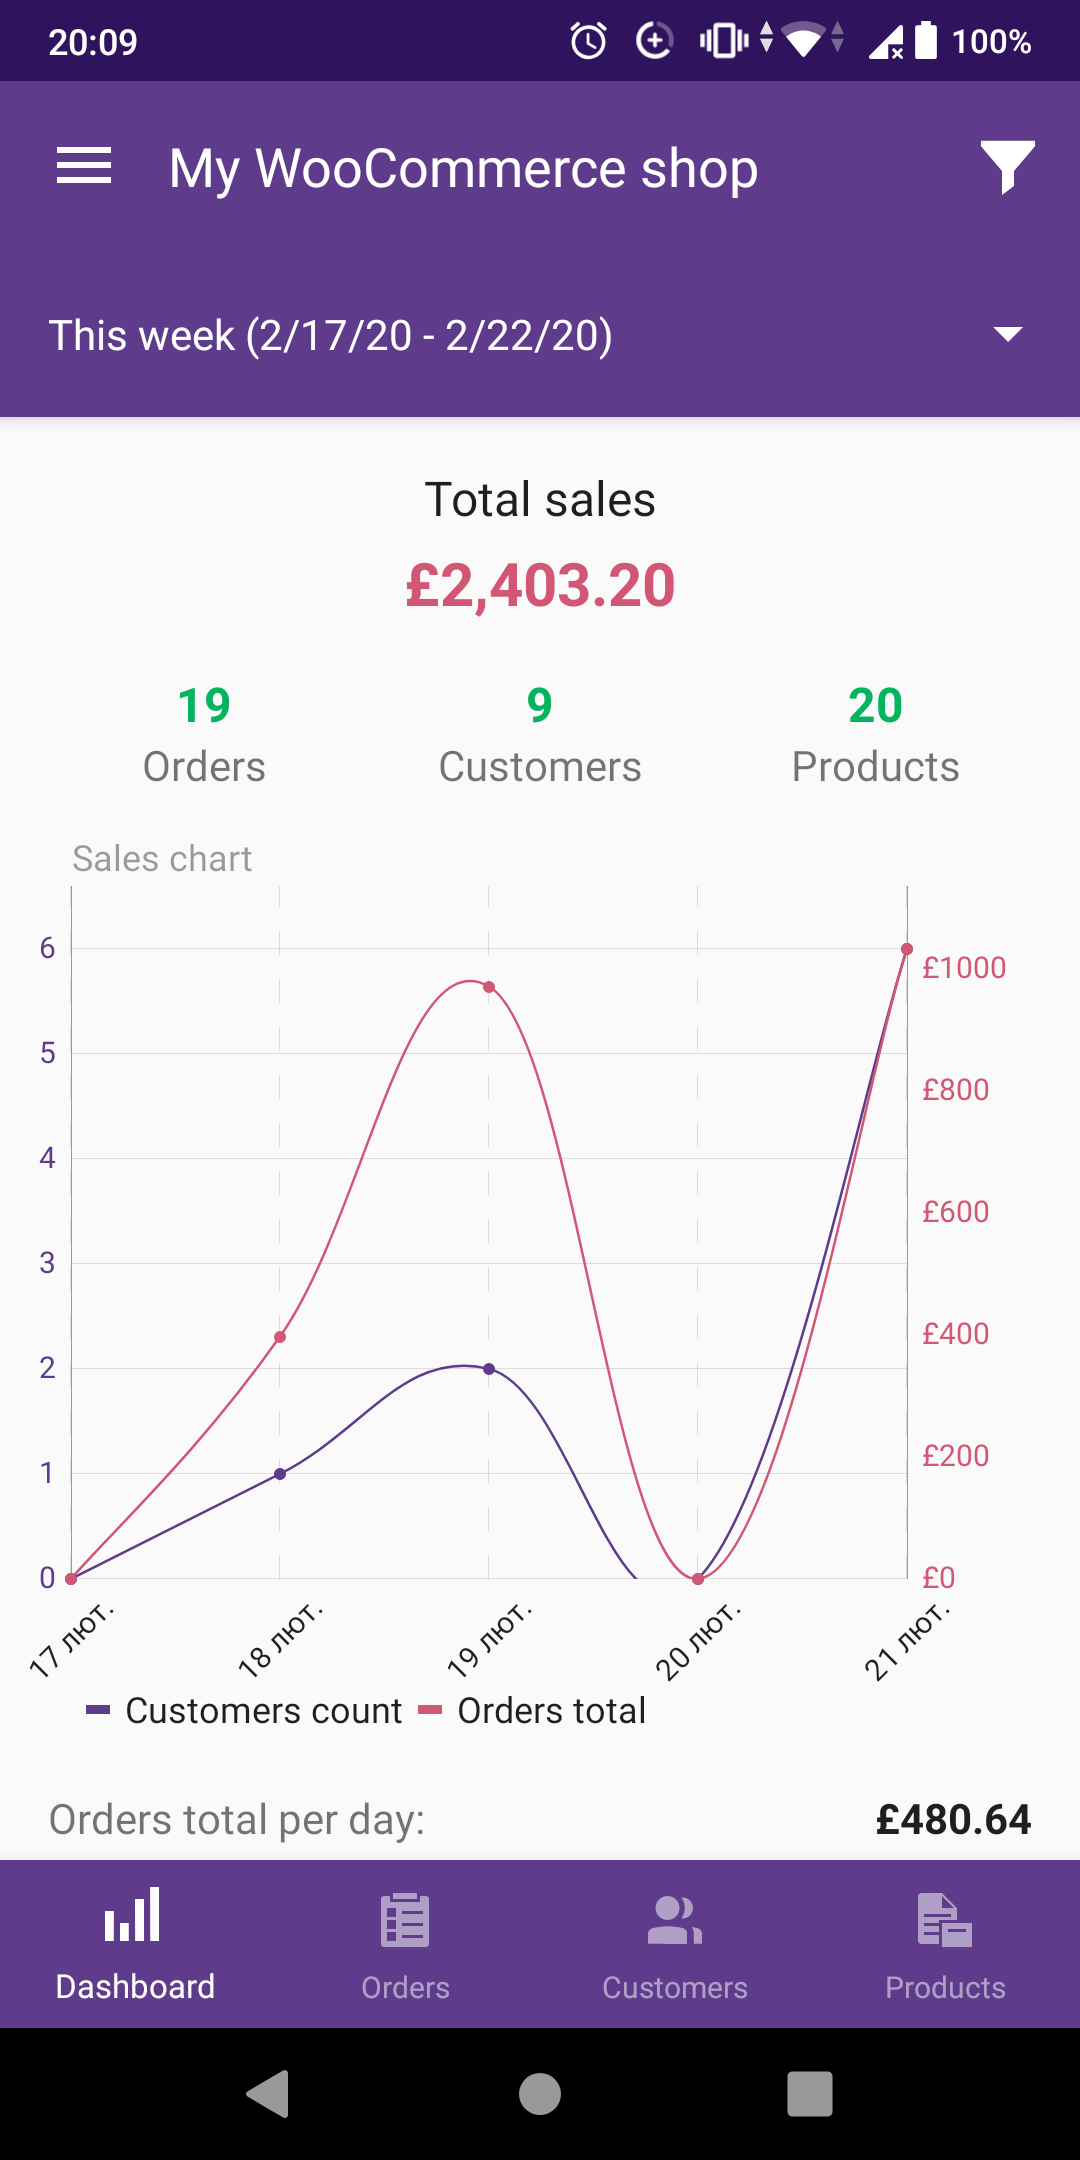 20:09 100%
My WooCommerce shop
This week (2/17/20 - 2/22/20)
Total sales
£2,403.20
19 9 20
Orders Customers Products
Sales chart
6
£1000
5
£800
4
£600
3
£400
2
£200
1
0 £0
17 лют. 18 лют. 19 лют. 20 лют. 21 лют.
Customers count Orders total
Orders total per day: £480.64
Dashboard Orders Customers Products